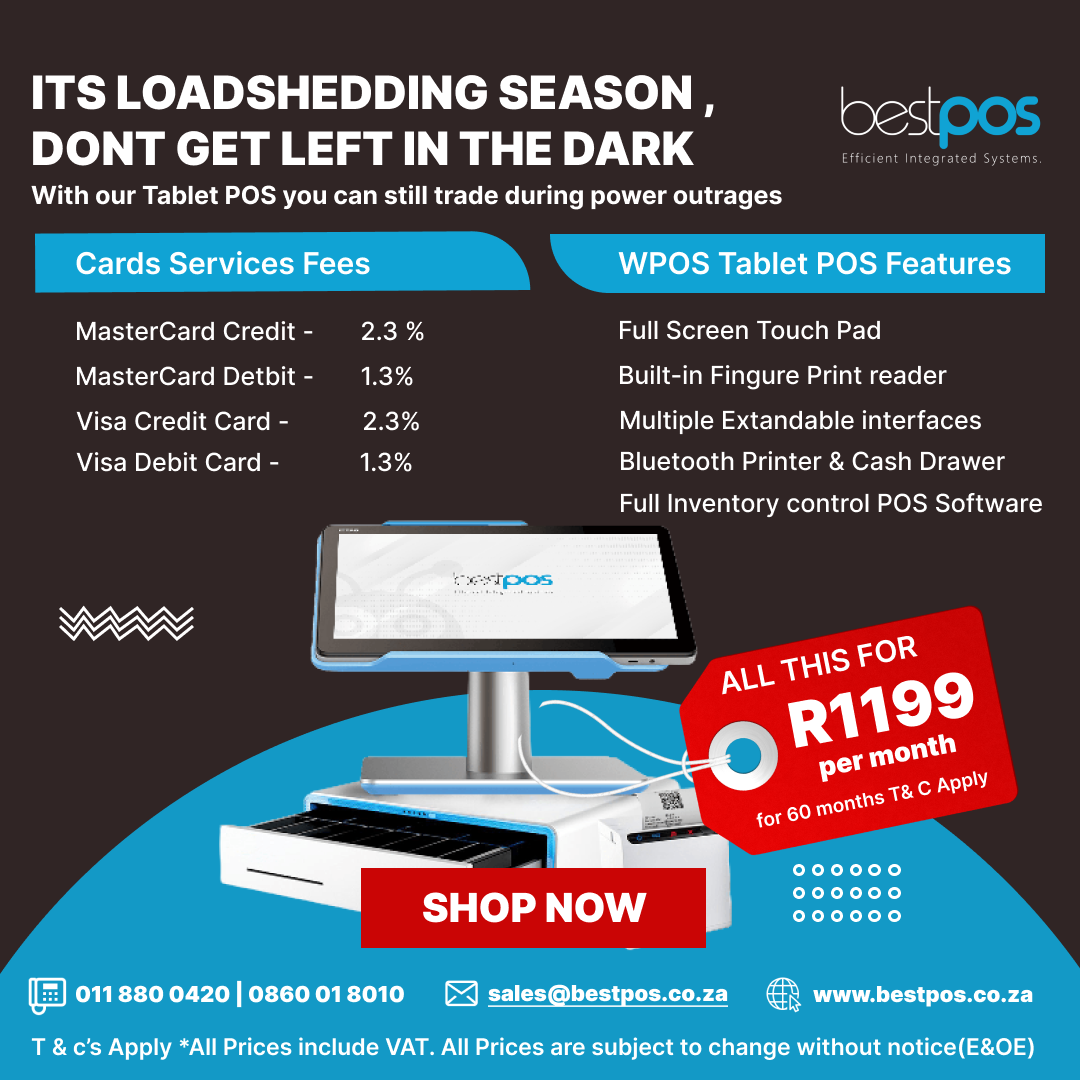 ITS LOADSHEDDING SEASON ,
DONT GET LEFT IN THE DARK
With our Tablet POS you can still trade during power outrages
bestpos
Efficient Integrated Systems.
Cards Services Fees
MasterCard Credit - 2.3 %
MasterCard Detbit - 1.3%
Visa Credit Card - 2.3%
Visa Debit Card - 1.3%
WPOS Tablet POS Features
Full Screen Touch Pad
Built-in Fingure Print reader
Multiple Extandable interfaces
Bluetooth Printer & Cash Drawer
Full Inventory control POS Software
bestpos
ALL THIS FOR
R1199
per month
for 60 months T& C Apply
SHOP NOW
011 880 0420 | 0860 01 8010
sales@bestpos.co.za
www.bestpos.co.za
T & c's Apply *All Prices include VAT. All Prices are subject to change without notice(E&OE)